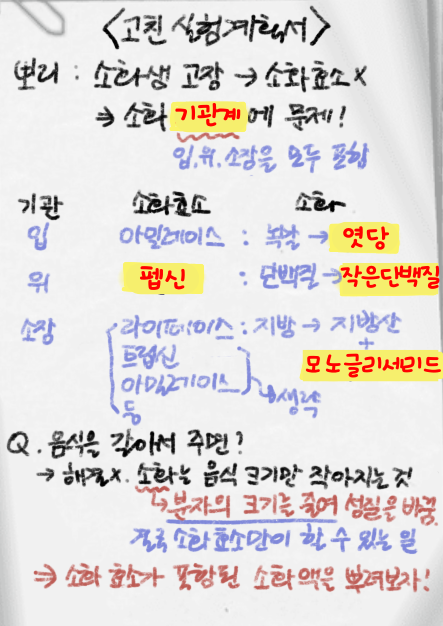 <고친 실험계획서>
뽀리 : 소화생 고장 → 소화효소 X
⇒ 소화 기관계에 문제!
입, 위, 소장을 모두 포함
기관 소화효소 소화
입 아밀레이스 : 녹말 → 엿당
위 펩신 : 단백질 → 작은단백질
소장 라이페이스 : 지방 → 지방산
트립신 +
모노글리세리드
아밀레이스 → 생략
등
Q. 음식을 갈아서 주면?
→ 해결X. 소화는 음식 크기만 작아지는 것
↳ 분자의 크기를 줄여 성질을 바꿈
결국 소화효소만이 할 수 있는 일
⇒ 소화 효소가 포함된 소화액을 뿌려보자!